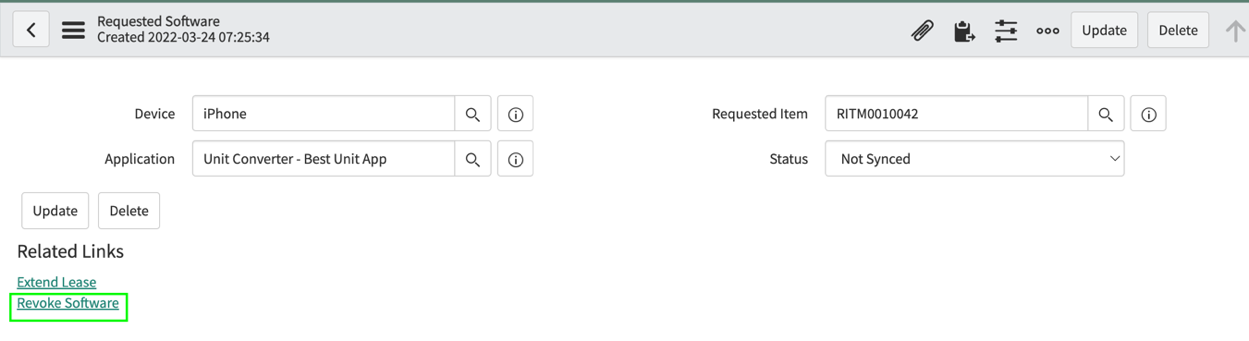 Requested Software
Created 2022-03-24 07:25:34
Update
Delete
Device
iPhone
Requested Item
RITM0010042
Application
Unit Converter - Best Unit App
Status
Not Synced
Update
Delete
Related Links
Extend Lease
Revoke Software